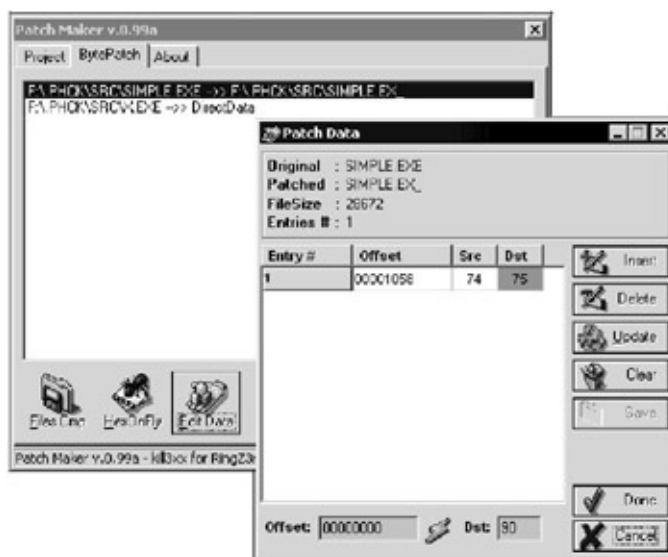 Patch Maker v.0.99a
Project BytePatch About
F:\.PHCK\SRC\SIMPLE.EXE ->> F:\.PHCK\SRC\SIMPLE.EX_
F:\.PHCK\SRC\X.EXE ->> DirectData
Files Cmp HexOnFly Edit Data
Patch Maker v.0.99a - kill3xx for RingZ3r
Patch Data
Original : SIMPLE.EXE
Patched : SIMPLE.EX_
FileSize : 28672
Entries # : 1
Entry # Offset Src Dst
1 00001058 74 75
Insert
Delete
Update
Clear
Save
Done
Offset: 00000000 Dst: 90
Cancel